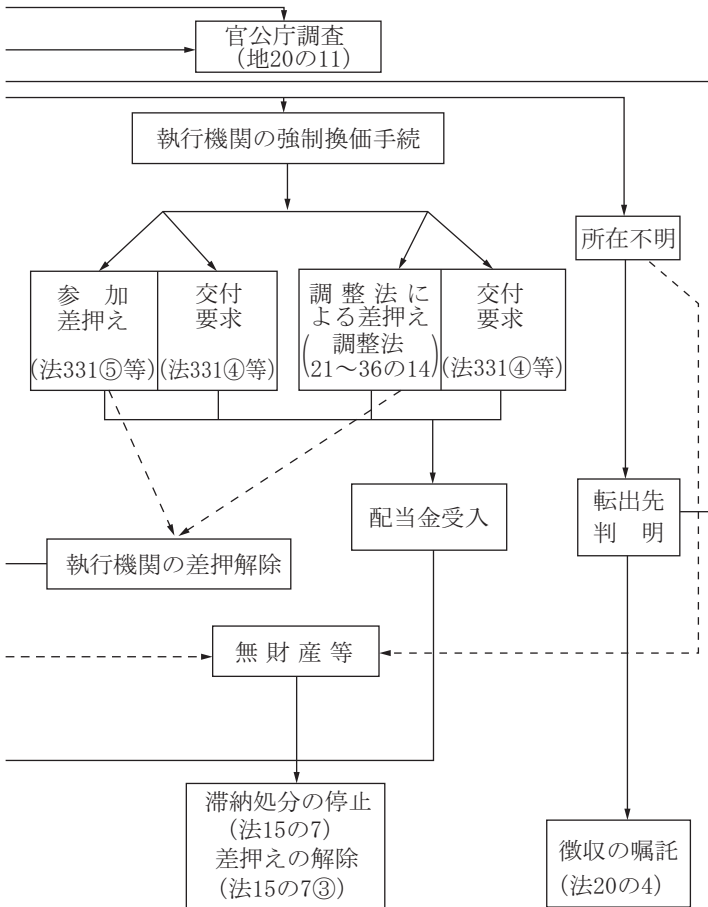 官公庁調査
（地20の11）
執行機関の強制換価手続
所在不明
参　加
差押え
(法331⑤等)
交付
要求
(法331④等)
調整法に
よる差押え
(調整法
21～36の14)
交付
要求
(法331④等)
配当金受入
転出先
判　明
執行機関の差押解除
無財産等
滞納処分の停止
（法15の7）
差押えの解除
（法15の7③）
徴収の嘱託
（法20の4）